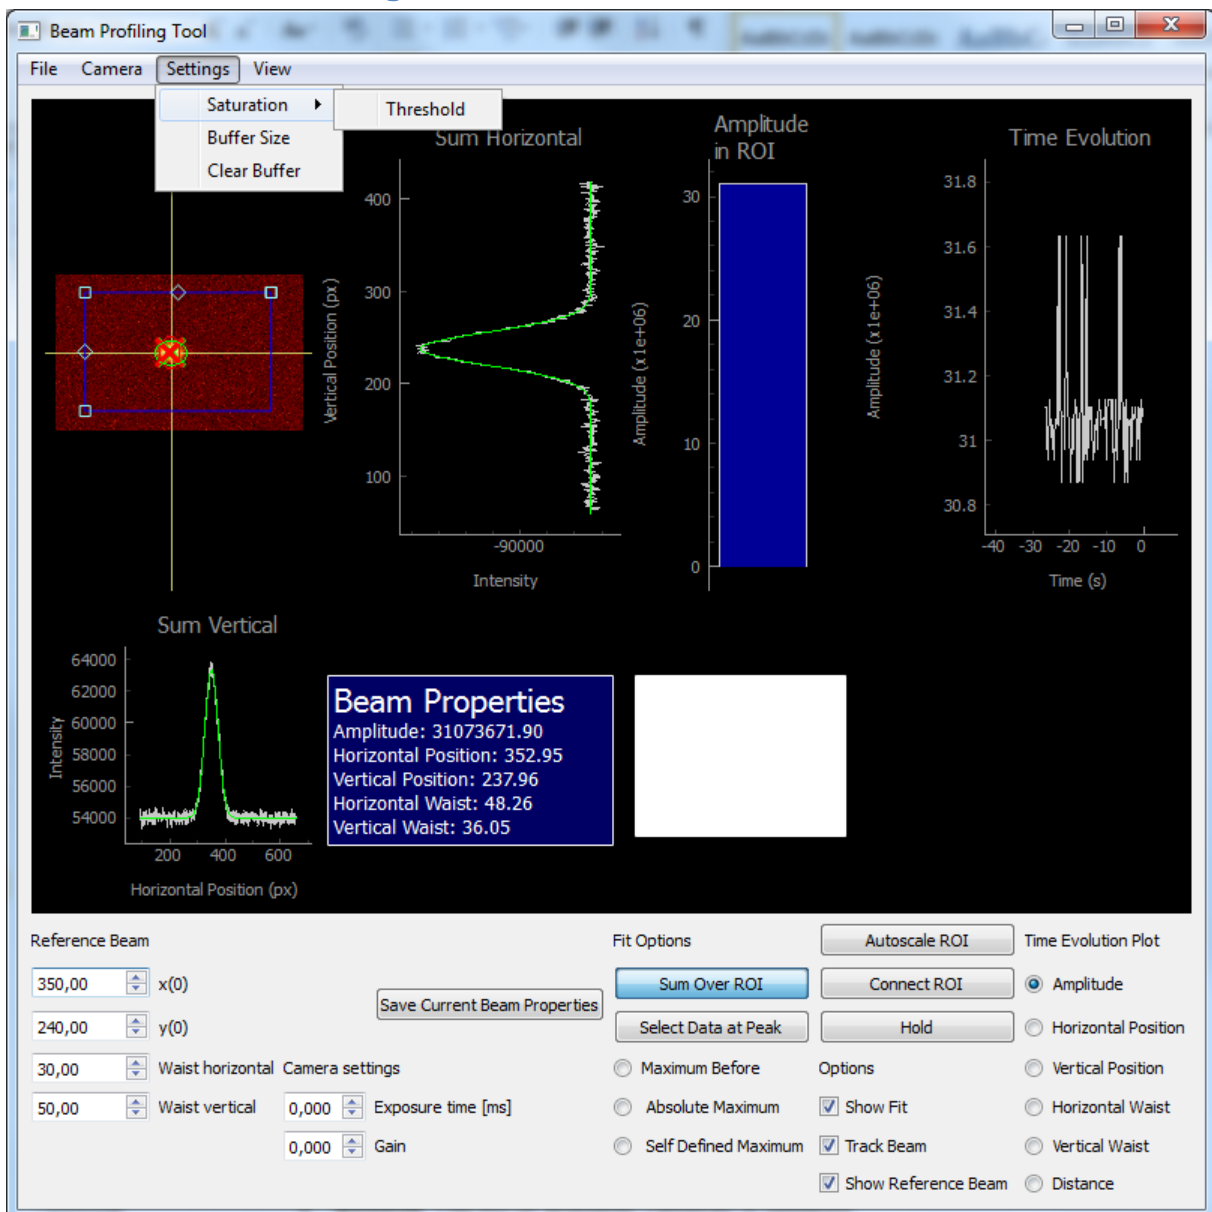 Beam Profiling Tool
File Camera Settings View
Saturation
Threshold
Buffer Size
Clear Buffer
Sum Horizontal
400
300
200
100
Vertical Position (px)
-90000
Intensity
Amplitude
in ROI
30
20
10
0
Amplitude (x1e+06)
Time Evolution
31.8
31.6
31.4
31.2
31
30.8
Amplitude (x1e+06)
-40 -30 -20 -10 0
Time (s)
Sum Vertical
64000
62000
60000
58000
56000
54000
Intensity
200 400 600
Horizontal Position (px)
Beam Properties
Amplitude: 31073671.90
Horizontal Position: 352.95
Vertical Position: 237.96
Horizontal Waist: 48.26
Vertical Waist: 36.05
Reference Beam
350,00 x(0)
240,00 y(0)
30,00 Waist horizontal
50,00 Waist vertical
Save Current Beam Properties
Camera settings
0,000 Exposure time [ms]
0,000 Gain
Fit Options
Sum Over ROI
Select Data at Peak
Maximum Before
Absolute Maximum
Self Defined Maximum
Autoscale ROI
Connect ROI
Hold
Options
Show Fit
Track Beam
Show Reference Beam
Time Evolution Plot
Amplitude
Horizontal Position
Vertical Position
Horizontal Waist
Vertical Waist
Distance